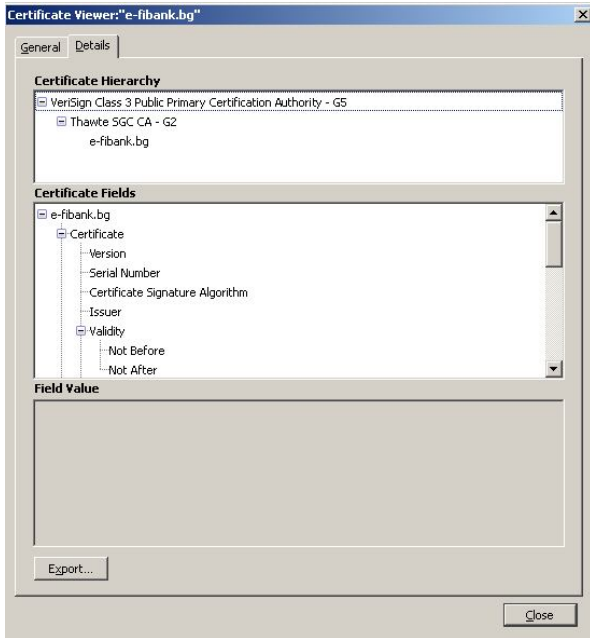 Certificate Viewer:"e-fibank.bg"
General Details
Certificate Hierarchy
VeriSign Class 3 Public Primary Certification Authority - G5
Thawte SGC CA - G2
e-fibank.bg
Certificate Fields
e-fibank.bg
Certificate
Version
Serial Number
Certificate Signature Algorithm
Issuer
Validity
Not Before
Not After
Field Value
Export...
Close